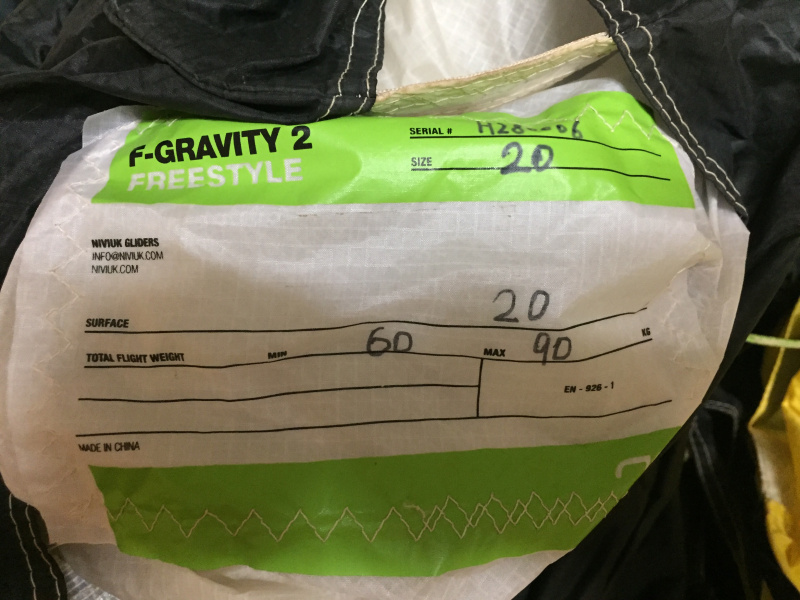 F-GRAVITY 2
FREESTYLE
SERIAL #
SIZE 20
NIVIUK GLIDERS
INFO@NIVIUK.COM
NIVIUK.COM
SURFACE 20
TOTAL FLIGHT WEIGHT MIN 60 MAX 90 KG
EN - 926 - 1
MADE IN CHINA